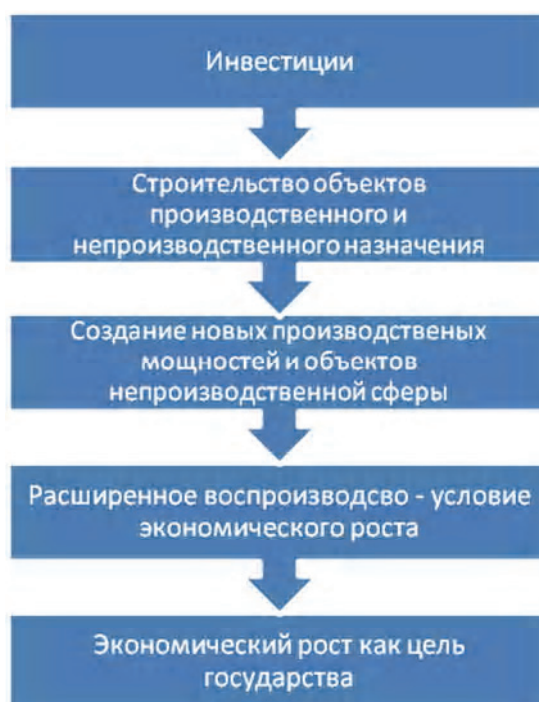 Инвестиции
Строительство объектов
производственного и
непроизводственного назначения
Создание новых производственых
мощностей и объектов
непроизводственной сферы
Расширенное воспроизводсво - условие
экономического роста
Экономический рост как цель
государства